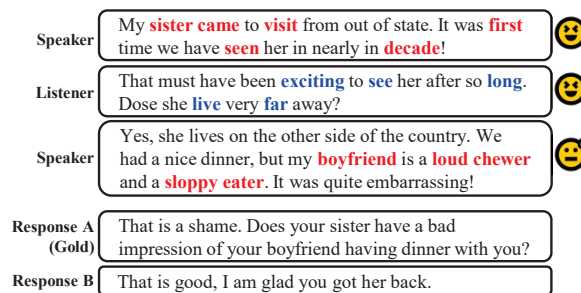 Speaker
My sister came to visit from out of state. It was first
time we have seen her in nearly in decade!
Listener
That must have been exciting to see her after so long.
Dose she live very far away?
Speaker
Yes, she lives on the other side of the country. We
had a nice dinner, but my boyfriend is a loud chewer
and a sloppy eater. It was quite embarrassing!
Response A
(Gold)
That is a shame. Does your sister have a bad
impression of your boyfriend having dinner with you?
Response B
That is good, I am glad you got her back.